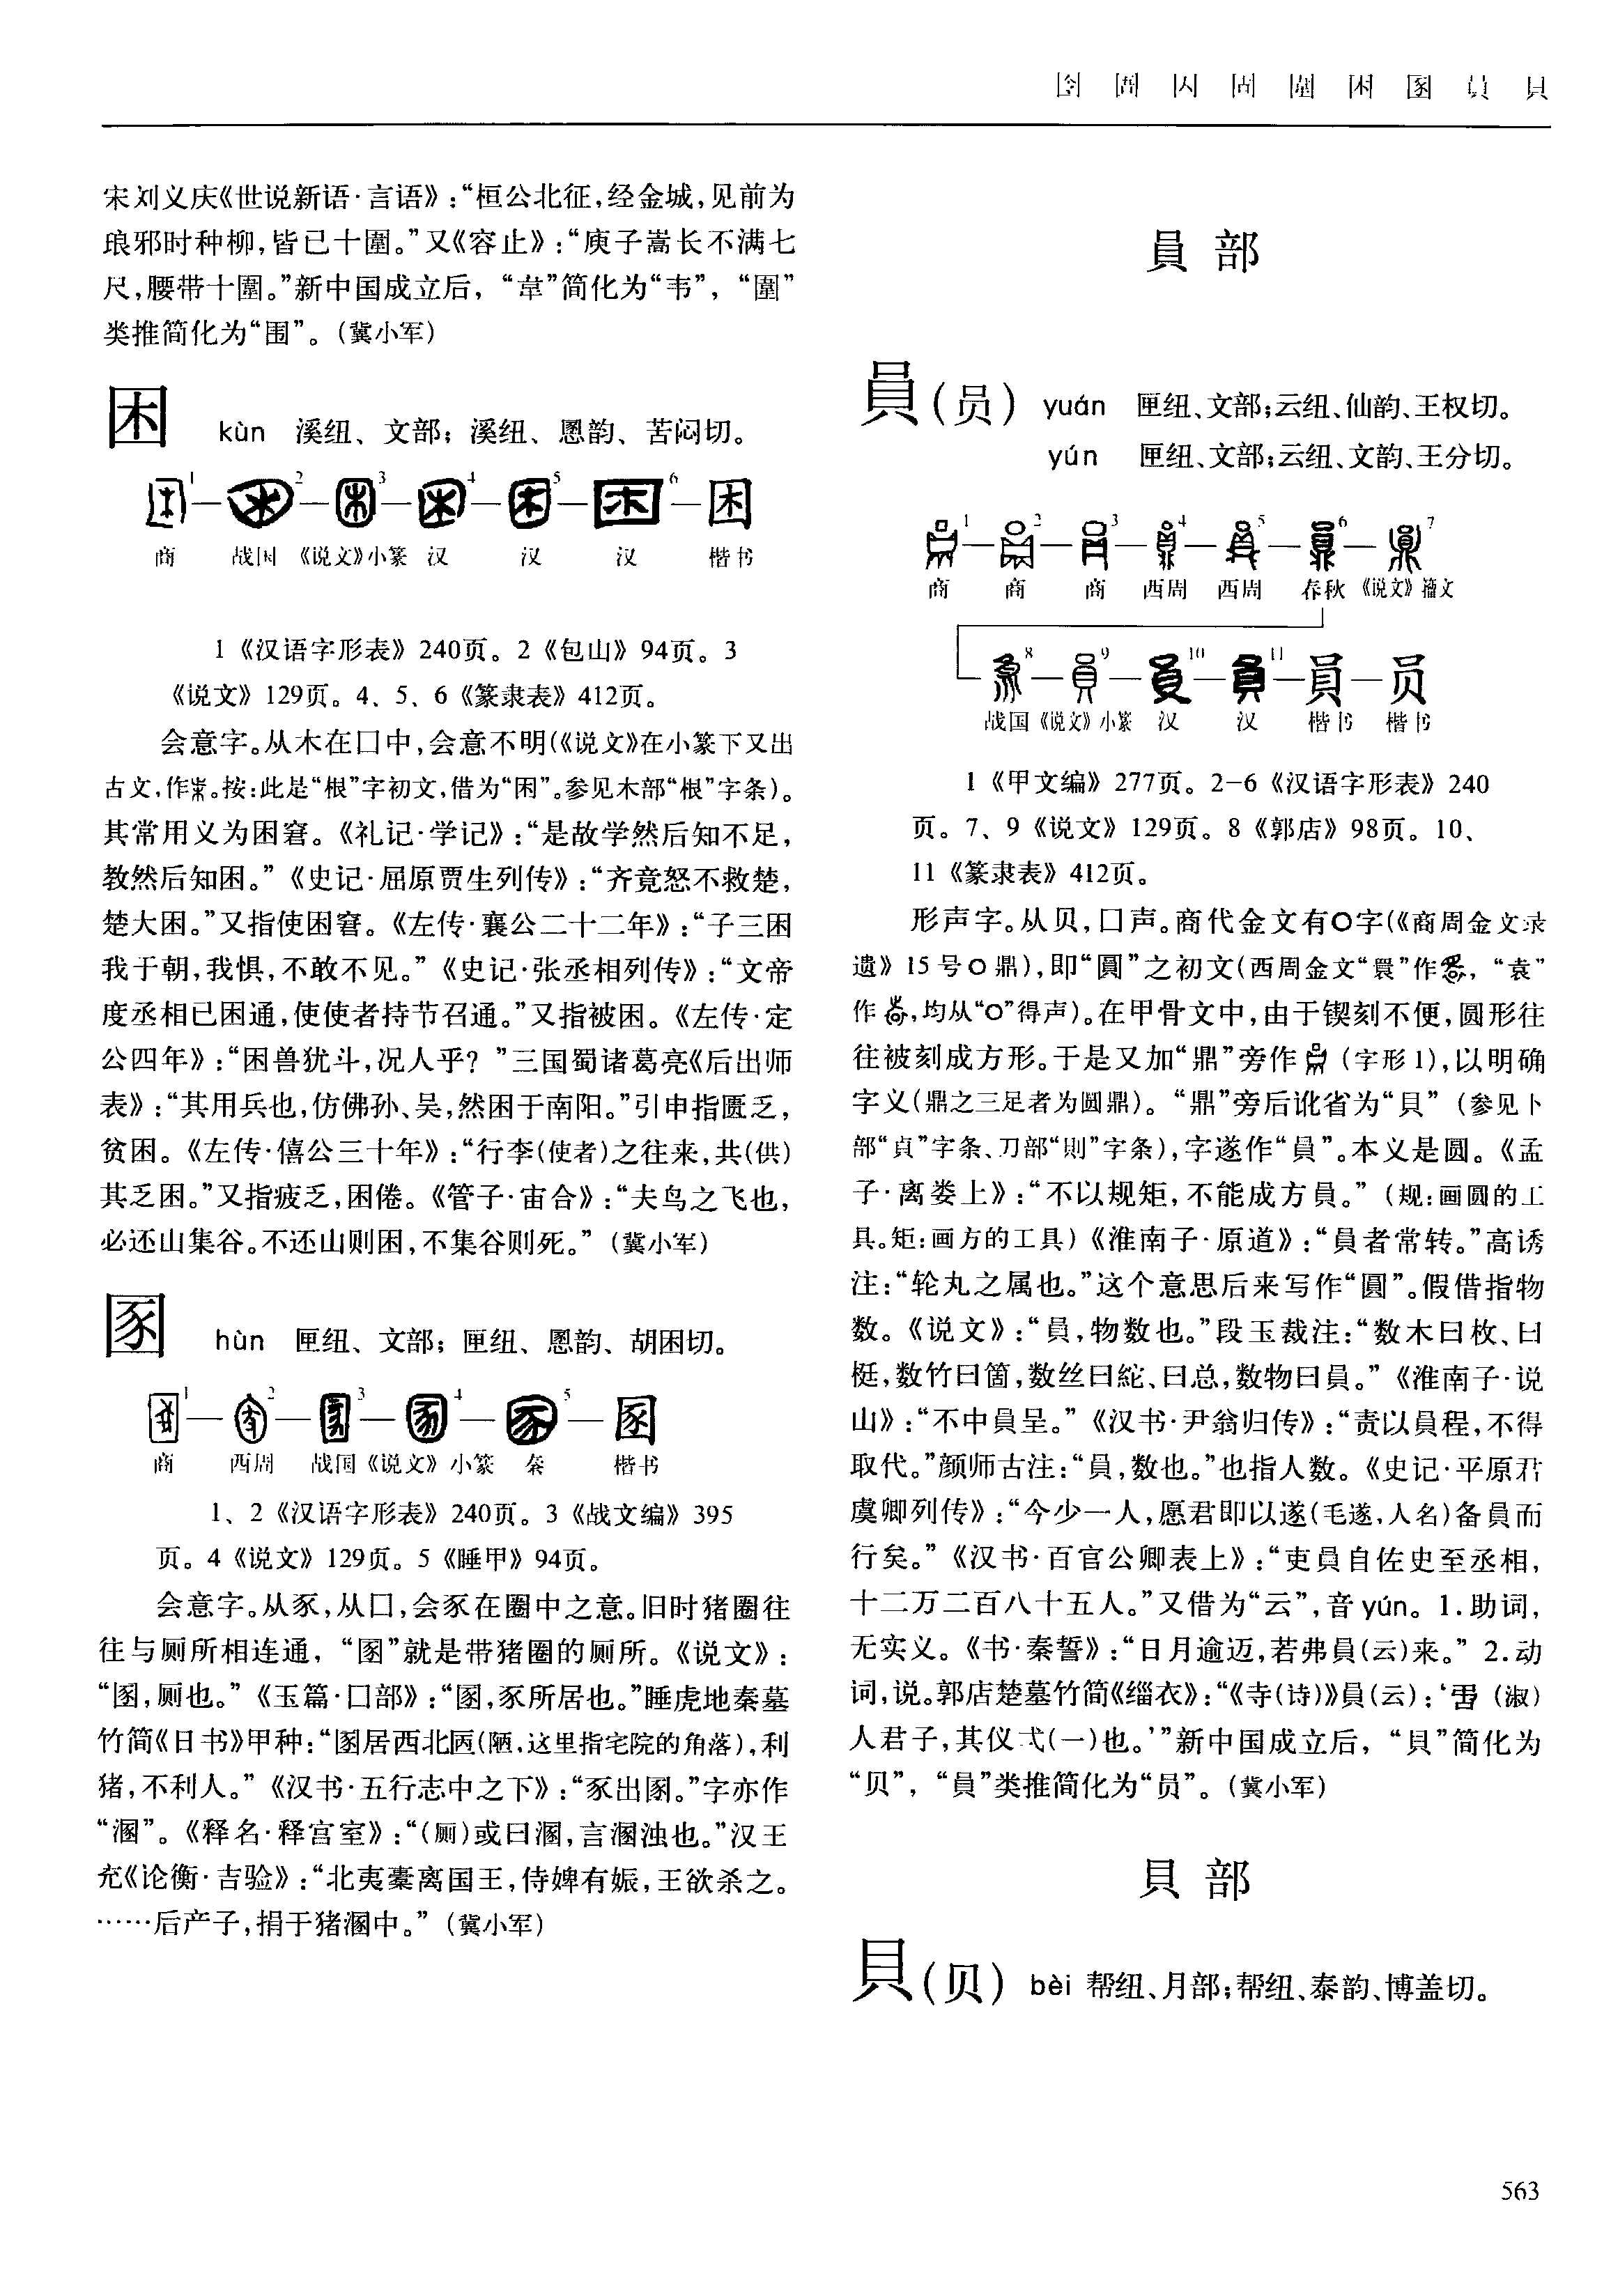 囹 圄 囚 固 圍 困 圂 員 貝
宋刘义庆《世说新语·言语》:“桓公北征,经金城,见前为
琅邪时种柳,皆已十圍。”又《容止》:“庾子嵩长不满七
尺,腰带十圍。”新中国成立后,“韋”简化为“韦”,“圍”
类推简化为“围”。(冀小军)
困 kùn 溪纽、文部;溪纽、慁韵、苦闷切。
1 2 3 4 5 6 困
商 战国 《说文》小篆 汉 汉 汉 楷书
1《汉语字形表》240页。2《包山》94页。3
《说文》129页。4、5、6《篆隶表》412页。
会意字。从木在囗中,会意不明(《说文》在小篆下又出
古文,作。按:此是“根”字初文,借为“困”。参见木部“根”字条)。
其常用义为困窘。《礼记·学记》:“是故学然后知不足,
教然后知困。”《史记·屈原贾生列传》:“齐竟怒不救楚,
楚大困。”又指使困窘。《左传·襄公二十二年》:“子三困
我于朝,我惧,不敢不见。”《史记·张丞相列传》:“文帝
度丞相已困通,使使者持节召通。”又指被困。《左传·定
公四年》:“困兽犹斗,况人乎?”三国蜀诸葛亮《后出师
表》:“其用兵也,仿佛孙、吴,然困于南阳。”引申指匮乏,
贫困。《左传·僖公三十年》:“行李(使者)之往来,共(供)
其乏困。”又指疲乏,困倦。《管子·宙合》:“夫鸟之飞也,
必还山集谷。不还山则困,不集谷则死。”(冀小军)
圂 hùn 匣纽、文部;匣纽、慁韵、胡困切。
1 2 3 4 5 圂
商 西周 战国《说文》小篆 秦 楷书
1、2《汉语字形表》240页。3《战文编》395
页。4《说文》129页。5《睡甲》94页。
会意字。从豕,从囗,会豕在圈中之意。旧时猪圈往
往与厕所相连通,“圂”就是带猪圈的厕所。《说文》:
“圂,厕也。”《玉篇·囗部》:“圂,豕所居也。”睡虎地秦墓
竹简《日书》甲种:“圂居西北匠(陋,这里指宅院的角落),利
猪,不利人。”《汉书·五行志中之下》:“豕出圂。”字亦作
“溷”。《释名·释宫室》:“(厕)或曰溷,言溷浊也。”汉王
充《论衡·吉验》:“北夷橐离国王,侍婢有娠,王欲杀之。
……后产子,捐于猪溷中。”(冀小军)
員 部
員(员) yuán 匣纽、文部;云纽、仙韵、王权切。
yún 匣纽、文部;云纽、文韵、王分切。
1 2 3 4 5 6 7
商 商 商 西周 西周 春秋 《说文》籀文
8 9 10 11 員 员
战国《说文》小篆 汉 汉 楷书 楷书
1《甲文编》277页。2-6《汉语字形表》240
页。7、9《说文》129页。8《郭店》98页。10、
11《篆隶表》412页。
形声字。从贝,囗声。商代金文有O字(《商周金文录
遗》15号O鼎),即“圓”之初文(西周金文“瞏”作,“袁”
作,均从“O”得声)。在甲骨文中,由于锲刻不便,圆形往
往被刻成方形。于是又加“鼎”旁作(字形1),以明确
字义(鼎之三足者为圆鼎)。“鼎”旁后讹省为“貝”(参见卜
部“貞”字条、刀部“則”字条),字遂作“員”。本义是圆。《孟
子·离娄上》:“不以规矩,不能成方員。”(规:画圆的工
具。矩:画方的工具)《淮南子·原道》:“員者常转。”高诱
注:“轮丸之属也。”这个意思后来写作“圓”。假借指物
数。《说文》:“員,物数也。”段玉裁注:“数木曰枚、曰
梃,数竹曰箇,数丝曰紽、曰总,数物曰員。”《淮南子·说
山》:“不中員呈。”《汉书·尹翁归传》:“责以員程,不得
取代。”颜师古注:“員,数也。”也指人数。《史记·平原君
虞卿列传》:“今少一人,愿君即以遂(毛遂,人名)备員而
行矣。”《汉书·百官公卿表上》:“吏員自佐史至丞相,
十二万二百八十五人。”又借为“云”,音yún。1.助词,
无实义。《书·秦誓》:“日月逾迈,若弗員(云)来。”2.动
词,说。郭店楚墓竹简《缁衣》:“《寺(诗)》員(云):‘(淑)
人君子,其仪弌(一)也。’”新中国成立后,“貝”简化为
“贝”,“員”类推简化为“员”。(冀小军)
貝 部
貝(贝) bèi 帮纽、月部;帮纽、泰韵、博盖切。
563